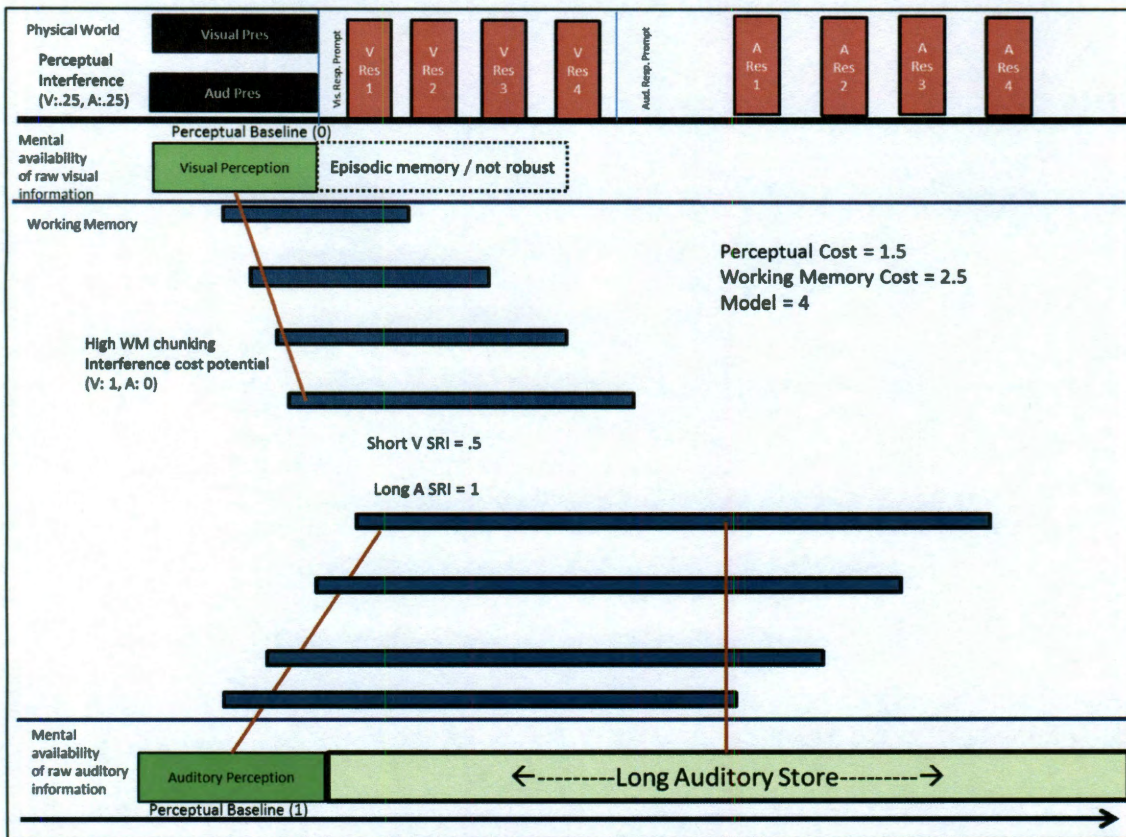 Physical World
Perceptual
Interference
(V:.25, A:.25)
Visual Pres
Aud Pres
Vis. Resp. Prompt
V
Res
1
V
Res
2
V
Res
3
V
Res
4
Aud. Resp. Prompt
A
Res
1
A
Res
2
A
Res
3
A
Res
4
Perceptual Baseline (0)
Mental
availability
of raw visual
information
Visual Perception
Episodic memory / not robust
Working Memory
Perceptual Cost = 1.5
Working Memory Cost = 2.5
Model = 4
High WM chunking
Interference cost potential
(V: 1, A: 0)
Short V SRI = .5
Long A SRI = 1
Mental
availability
of raw auditory
information
Auditory Perception
←--------Long Auditory Store-------→
Perceptual Baseline (1)